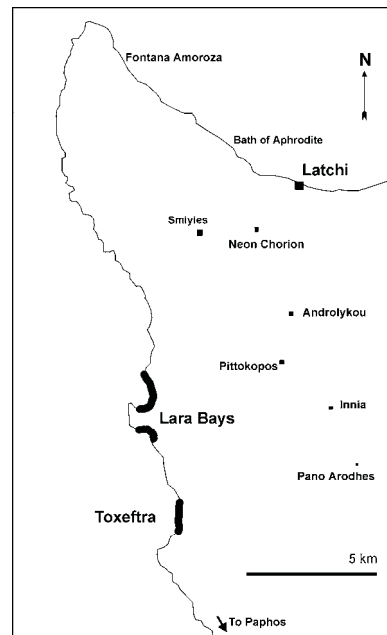 Fontana Amoroza
N
Bath of Aphrodite
Latchi
Smiyies
Neon Chorion
Androlykou
Pittokopos
Innia
Lara Bays
Pano Arodhes
Toxeftra
5 km
To Paphos